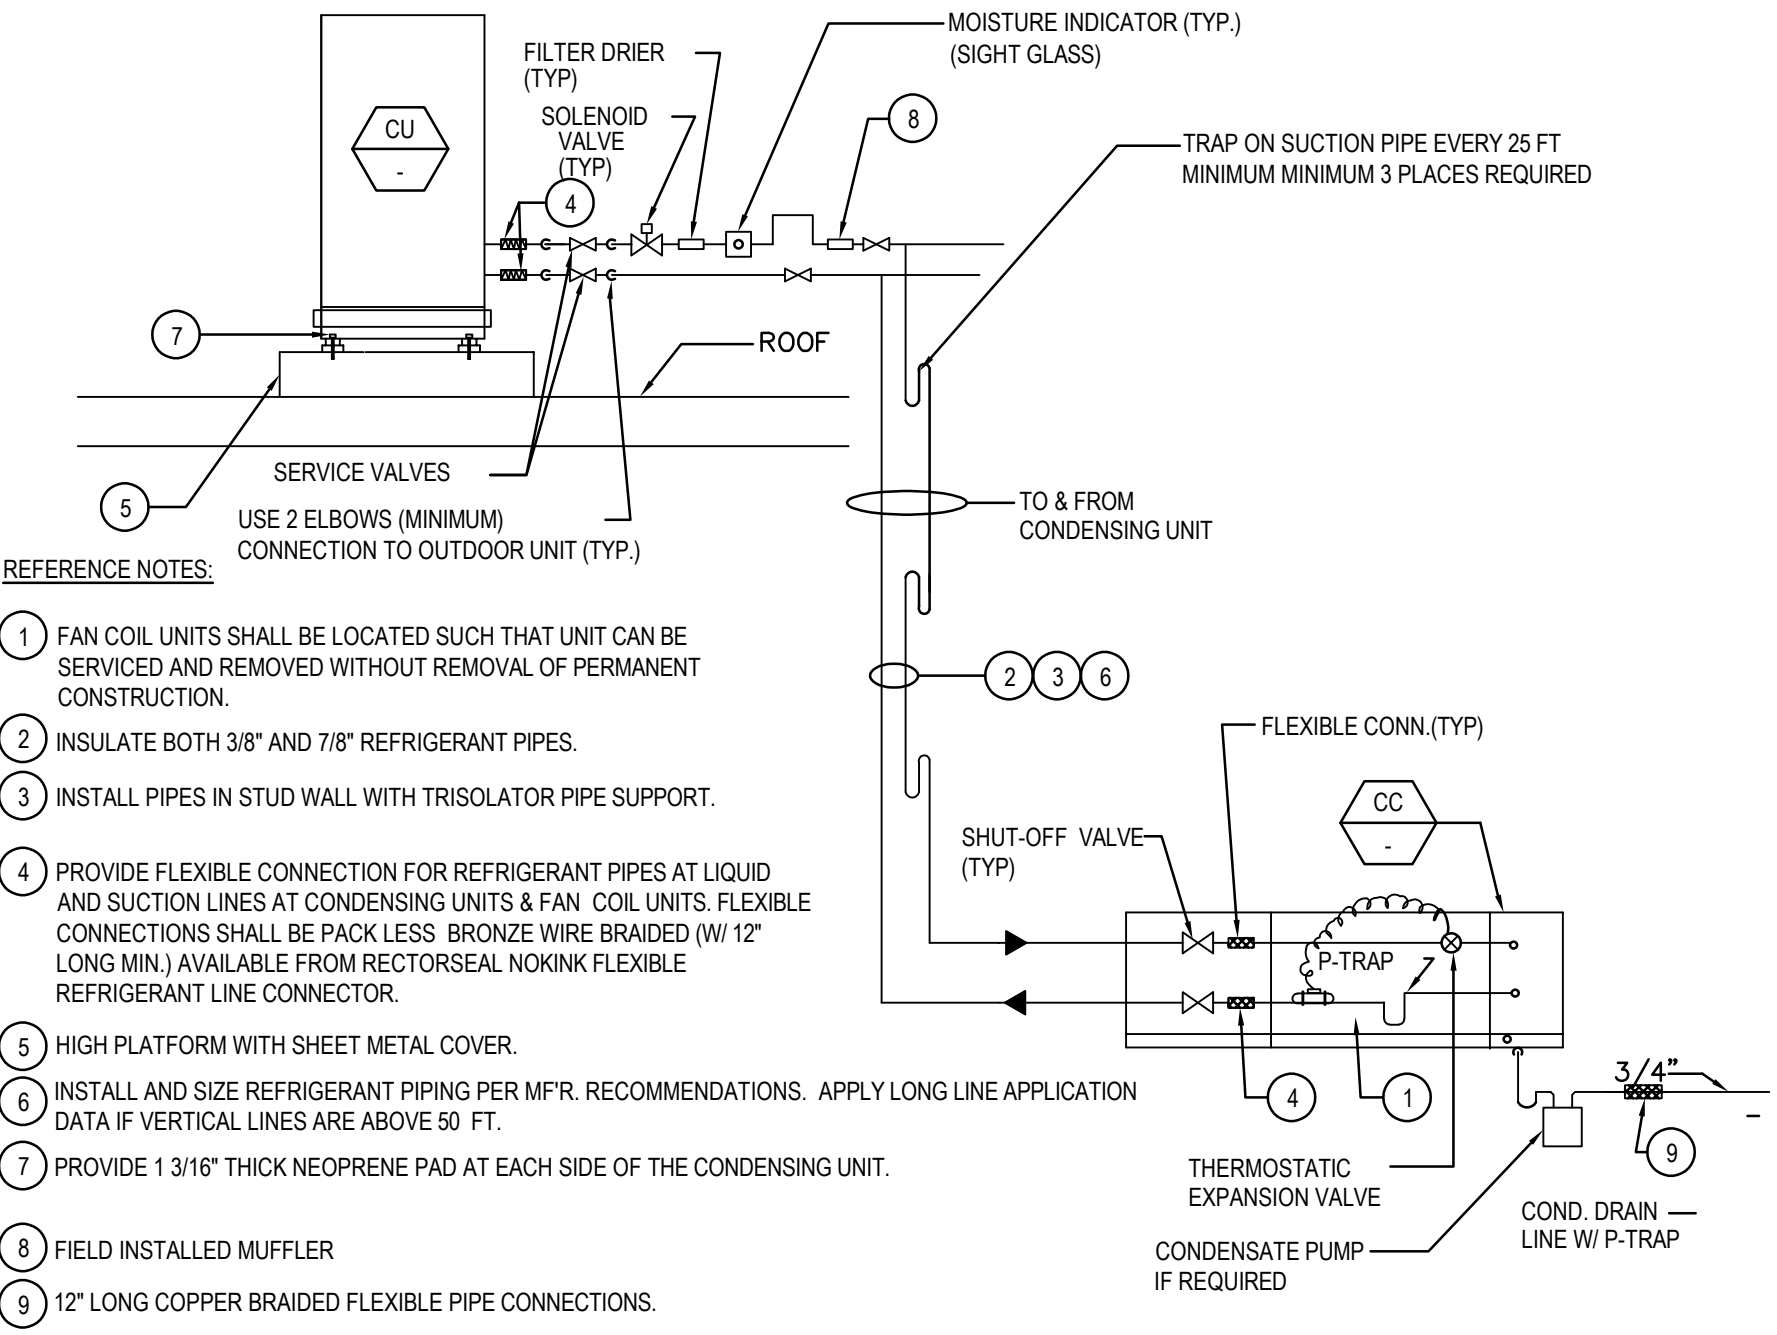 MOISTURE INDICATOR (TYP.)
(SIGHT GLASS)
FILTER DRIER
(TYP)
SOLENOID
VALVE
(TYP)
8
CU
-
4
TRAP ON SUCTION PIPE EVERY 25 FT
MINIMUM MINIMUM 3 PLACES REQUIRED
7
ROOF
SERVICE VALVES
5
USE 2 ELBOWS (MINIMUM)
CONNECTION TO OUTDOOR UNIT (TYP.)
TO & FROM
CONDENSING UNIT
REFERENCE NOTES:
1 FAN COIL UNITS SHALL BE LOCATED SUCH THAT UNIT CAN BE
SERVICED AND REMOVED WITHOUT REMOVAL OF PERMANENT
CONSTRUCTION.
2 INSULATE BOTH 3/8" AND 7/8" REFRIGERANT PIPES.
3 INSTALL PIPES IN STUD WALL WITH TRISOLATOR PIPE SUPPORT.
4 PROVIDE FLEXIBLE CONNECTION FOR REFRIGERANT PIPES AT LIQUID
AND SUCTION LINES AT CONDENSING UNITS & FAN COIL UNITS. FLEXIBLE
CONNECTIONS SHALL BE PACK LESS BRONZE WIRE BRAIDED (W/ 12"
LONG MIN.) AVAILABLE FROM RECTORSEAL NOKINK FLEXIBLE
REFRIGERANT LINE CONNECTOR.
5 HIGH PLATFORM WITH SHEET METAL COVER.
6 INSTALL AND SIZE REFRIGERANT PIPING PER MF'R. RECOMMENDATIONS. APPLY LONG LINE APPLICATION
DATA IF VERTICAL LINES ARE ABOVE 50 FT.
7 PROVIDE 1 3/16" THICK NEOPRENE PAD AT EACH SIDE OF THE CONDENSING UNIT.
8 FIELD INSTALLED MUFFLER
9 12" LONG COPPER BRAIDED FLEXIBLE PIPE CONNECTIONS.
2 3 6
FLEXIBLE CONN.(TYP)
CC
-
SHUT-OFF VALVE
(TYP)
P-TRAP
4
1
3/4"
9
THERMOSTATIC
EXPANSION VALVE
COND. DRAIN
LINE W/ P-TRAP
CONDENSATE PUMP
IF REQUIRED